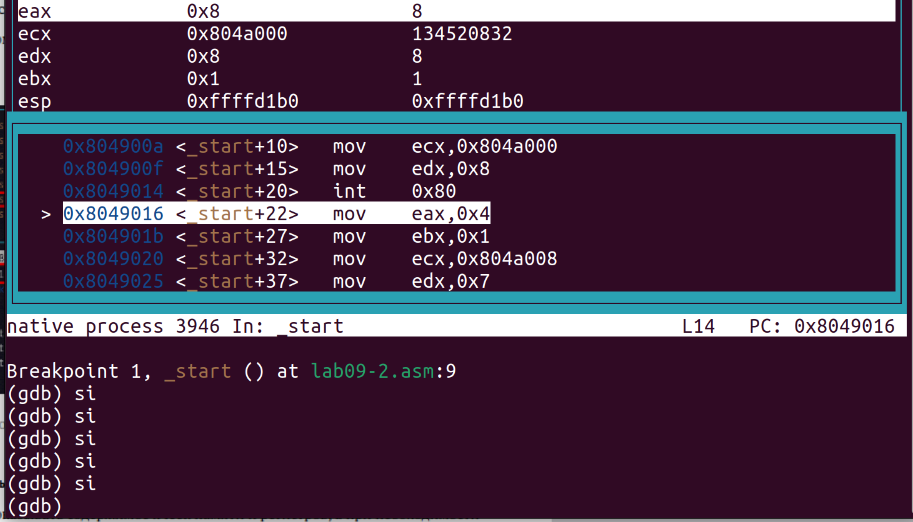 eax 0x8 8
ecx 0x804a000 134520832
edx 0x8 8
ebx 0x1 1
esp 0xffffd1b0 0xffffd1b0
0x804900a <_start+10> mov ecx,0x804a000
0x804900f <_start+15> mov edx,0x8
0x8049014 <_start+20> int 0x80
> 0x8049016 <_start+22> mov eax,0x4
0x804901b <_start+27> mov ebx,0x1
0x8049020 <_start+32> mov ecx,0x804a008
0x8049025 <_start+37> mov edx,0x7
native process 3946 In: _start L14 PC: 0x8049016
Breakpoint 1, _start () at lab09-2.asm:9
(gdb) si
(gdb) si
(gdb) si
(gdb) si
(gdb) si
(gdb)